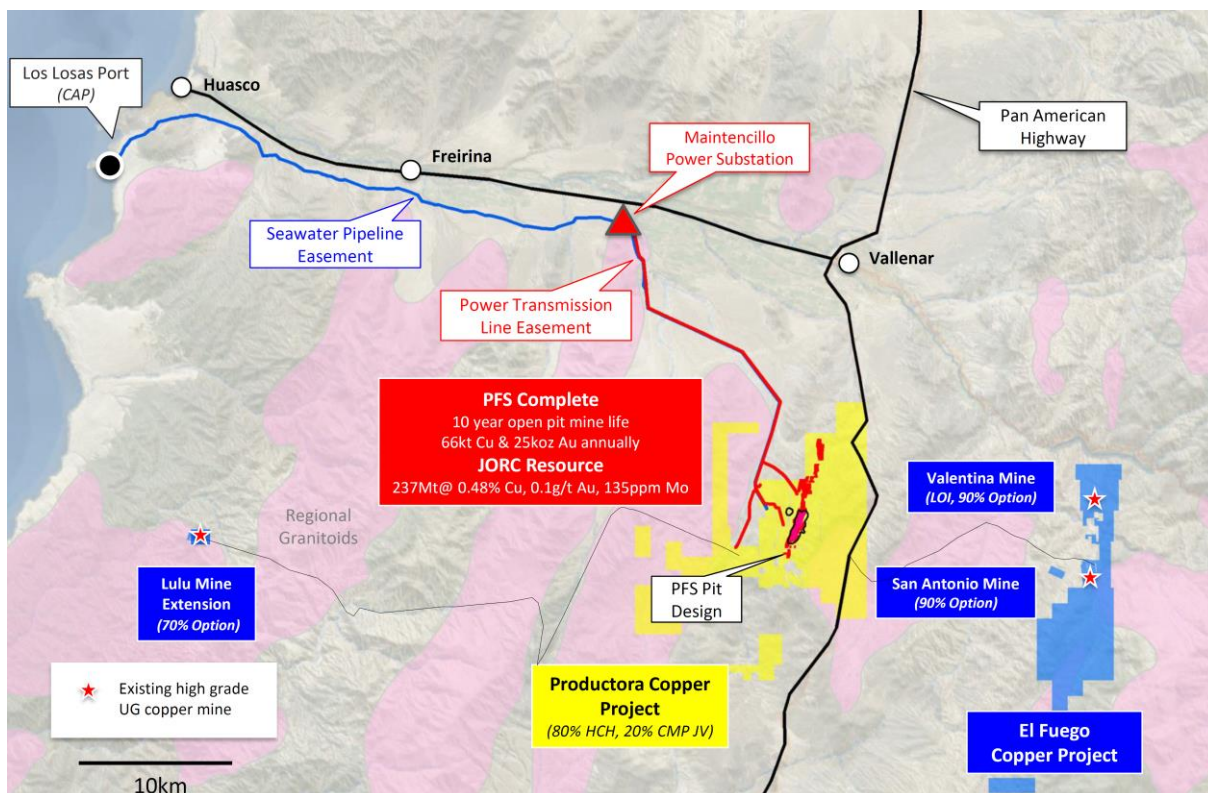 Los Losas Port
(CAP)
Huasco
Freirina
Maintencillo
Power Substation
Pan American
Highway
Seawater Pipeline
Easement
Vallenar
Power Transmission
Line Easement
PFS Complete
10 year open pit mine life
66kt Cu & 25koz Au annually
JORC Resource
237Mt@ 0.48% Cu, 0.1g/t Au, 135ppm Mo
Valentina Mine
(LOI, 90% Option)
Regional
Granitoids
Lulu Mine
Extension
(70% Option)
PFS Pit
Design
San Antonio Mine
(90% Option)
Existing high grade
UG copper mine
Productora Copper
Project
(80% HCH, 20% CMP JV)
El Fuego
Copper Project
10km